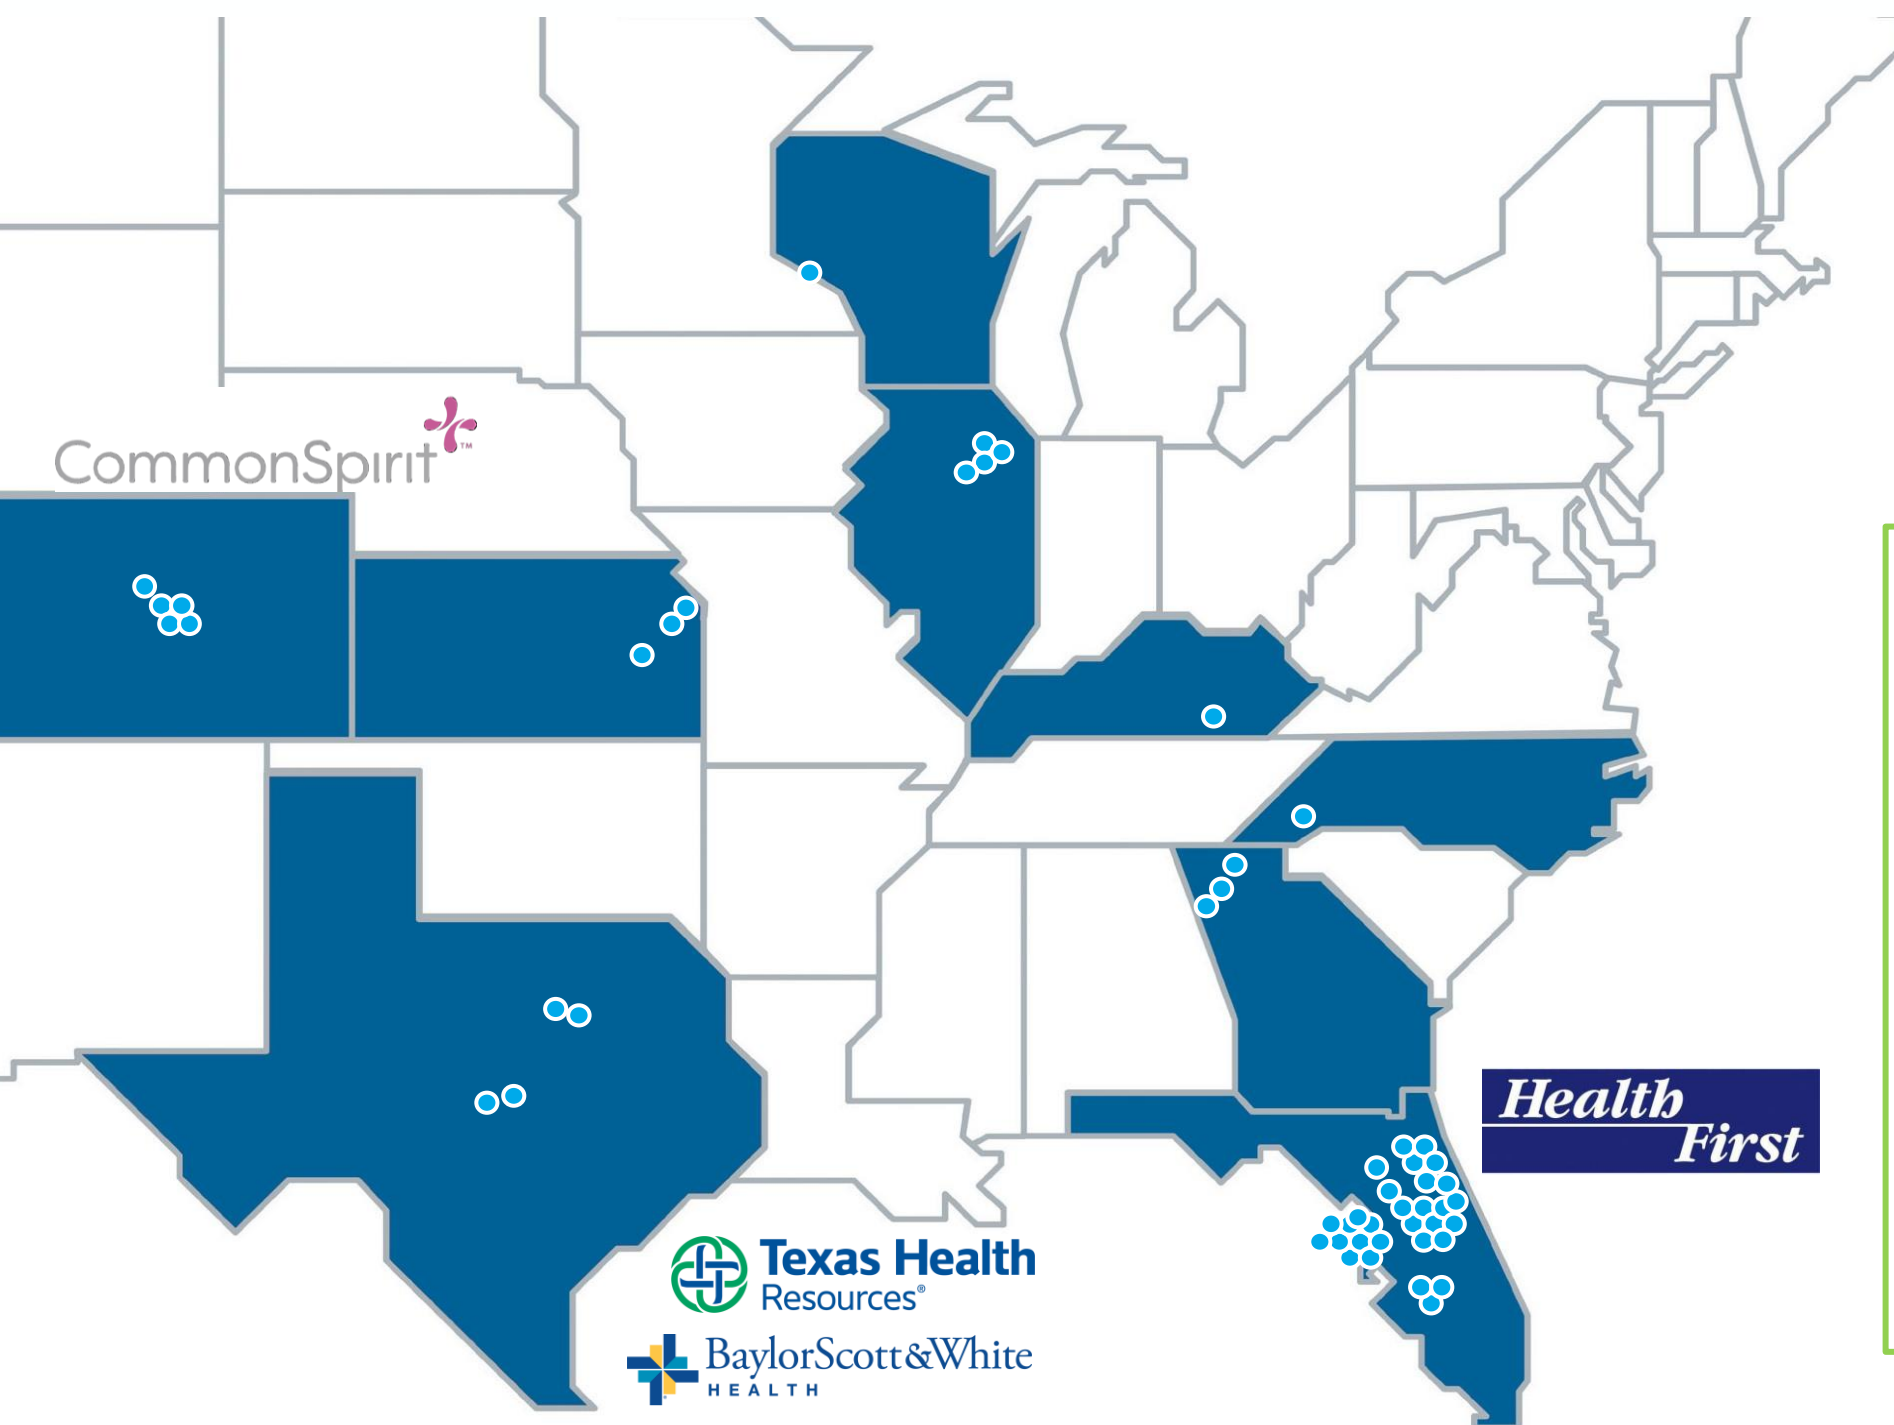 CommonSpirit™
Health
First
Texas Health
Resources®
BaylorScott&White
HEALTH